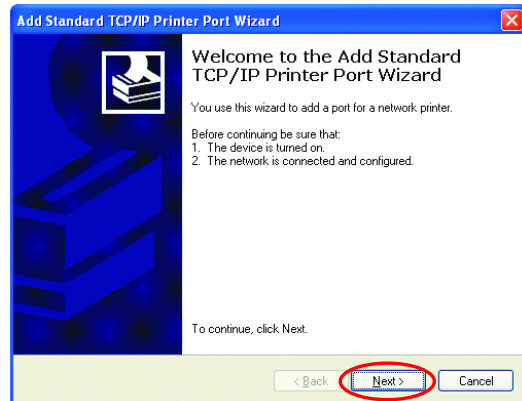 Add Standard TCP/IP Printer Port Wizard
Welcome to the Add Standard
TCP/IP Printer Port Wizard
You use this wizard to add a port for a network printer.
Before continuing be sure that:
1. The device is turned on.
2. The network is connected and configured.
To continue, click Next.
< Back
Next >
Cancel